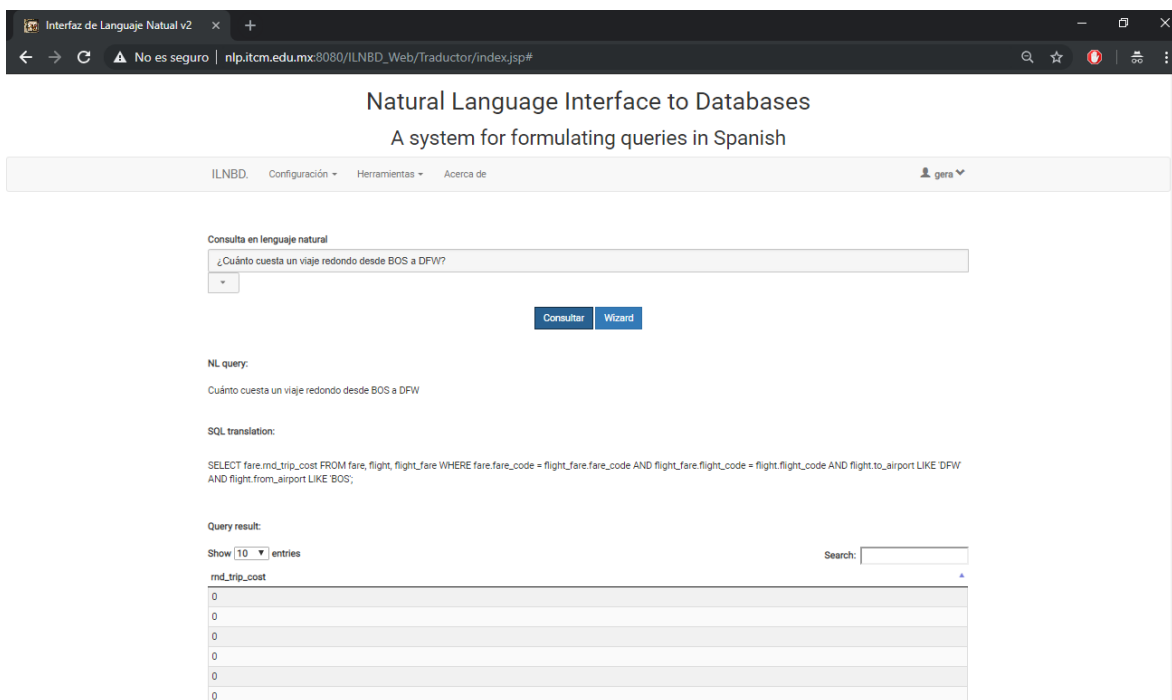 Interfaz de Languaje Natual v2
No es seguro | nlp.itcm.edu.mx:8080/ILNBD_Web/Traductor/index.jsp#
Natural Language Interface to Databases
A system for formulating queries in Spanish
ILNBD. Configuración Herramientas Acerca de gera
Consulta en lenguaje natural
¿Cuánto cuesta un viaje redondo desde BOS a DFW?
Consultar Wizard
NL query:
Cuánto cuesta un viaje redondo desde BOS a DFW
SQL translation:
SELECT fare.rnd_trip_cost FROM fare, flight, flight_fare WHERE fare.fare_code = flight_fare.fare_code AND flight_fare.flight_code = flight.flight_code AND flight.to_airport LIKE 'DFW'
AND flight.from_airport LIKE 'BOS';
Query result:
Show 10 entries Search:
rnd_trip_cost
0
0
0
0
0
0